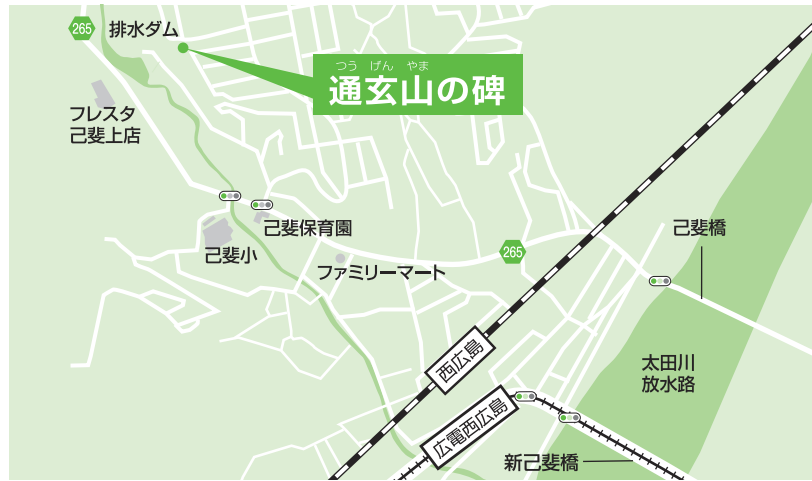 265
排水ダム
つう げん やま
通玄山の碑
フレスタ
己斐上店
己斐保育園
己斐小
ファミリーマート
265
己斐橋
西広島
太田川
放水路
広電西広島
新己斐橋